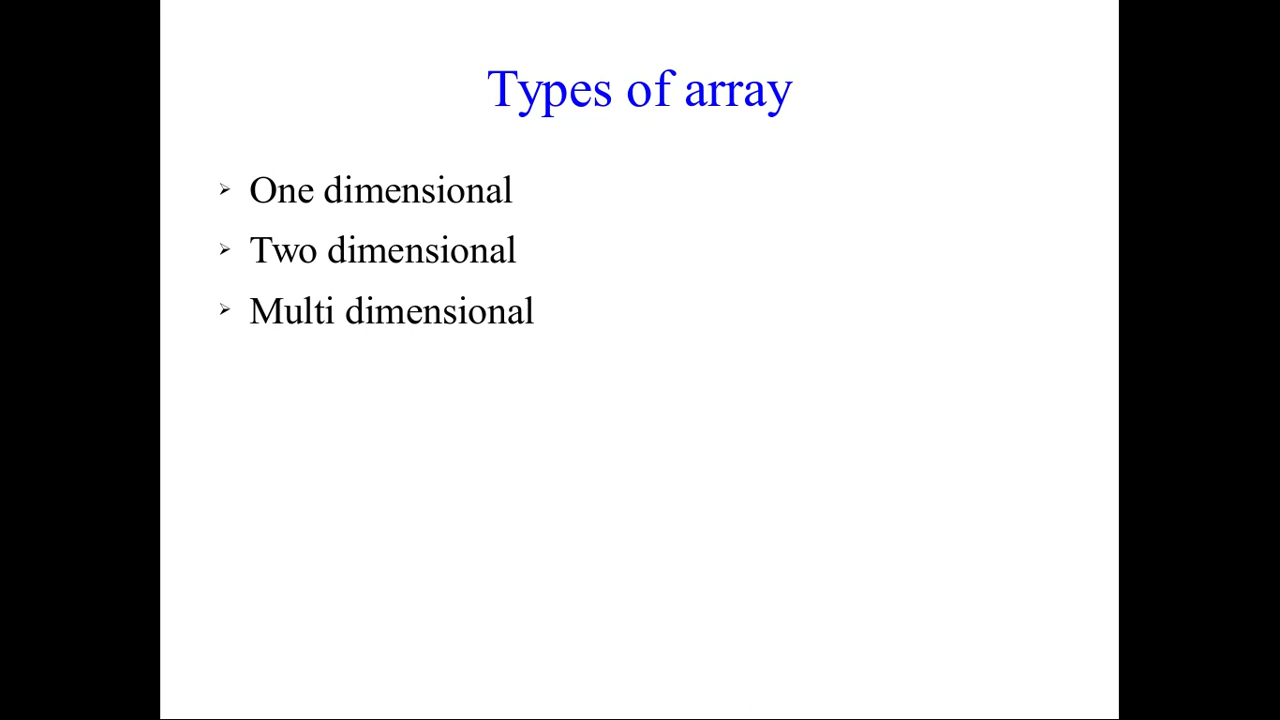 Types of array
➢ One dimensional
➢ Two dimensional
➢ Multi dimensional